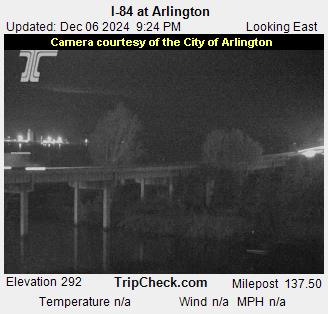 I-84 at Arlington
Updated: Dec 06 2024 9:24 PM Looking East
Camera courtesy of the City of Arlington
Elevation 292 TripCheck.com Milepost 137.50
Temperature n/a Wind n/a MPH n/a